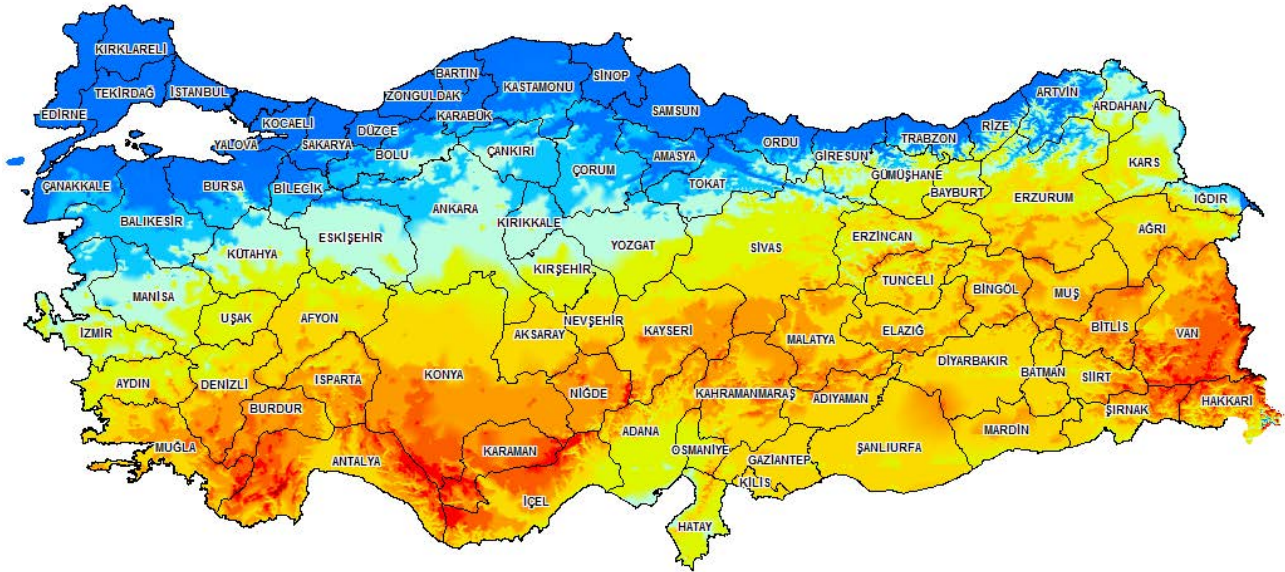 KIRKLARELİ
TEKİRDAĞ
İSTANBUL
EDİRNE
KOCAELİ
YALOVA
SAKARYA
DÜZCE
BOLU
ZONGULDAK
BARTIN
KARABÜK
KASTAMONU
SİNOP
SAMSUN
ÇANKIRI
ÇORUM
AMASYA
TOKAT
ORDU
GİRESUN
TRABZON
RİZE
ARTVİN
ARDAHAN
GÜMÜŞHANE
BAYBURT
KARS
ERZURUM
IĞDIR
AĞRI
ÇANAKKALE
BURSA
BİLECİK
BALIKESİR
KÜTAHYA
ESKİŞEHİR
ANKARA
KIRIKKALE
YOZGAT
SİVAS
ERZİNCAN
KIRŞEHİR
TUNCELİ
BİNGÖL
MUŞ
MANİSA
UŞAK
AFYON
AKSARAY
NEVŞEHİR
KAYSERİ
MALATYA
ELAZIĞ
BİTLİS
VAN
İZMİR
AYDIN
DENİZLİ
ISPARTA
BURDUR
KONYA
NİĞDE
KAHRAMANMARAŞ
ADIYAMAN
DİYARBAKIR
BATMAN
SİİRT
ŞIRNAK
HAKKARİ
MUĞLA
ANTALYA
KARAMAN
İÇEL
ADANA
OSMANİYE
GAZİANTEP
KİLİS
ŞANLIURFA
MARDİN
HATAY